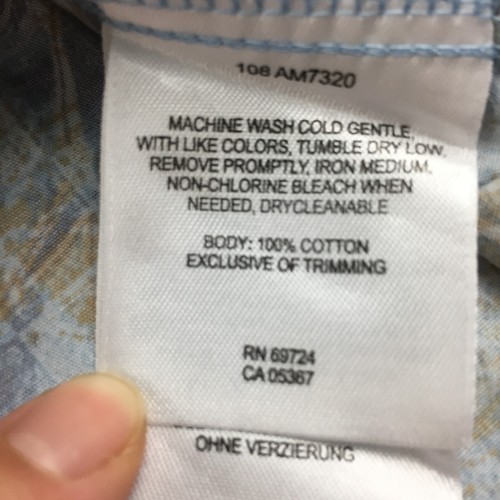 108 AM7320
MACHINE WASH COLD GENTLE,
WITH LIKE COLORS, TUMBLE DRY LOW.
REMOVE PROMPTLY, IRON MEDIUM.
NON-CHLORINE BLEACH WHEN
NEEDED, DRYCLEANABLE
BODY: 100% COTTON
EXCLUSIVE OF TRIMMING
RN 69724
CA 05367
OHNE VERZIERUNG